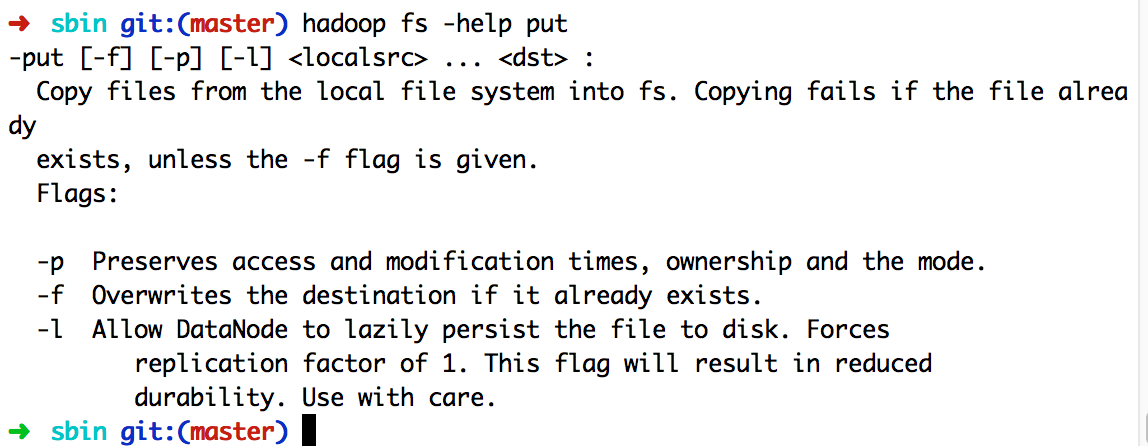 ➜ sbin git:(master) hadoop fs -help put
-put [-f] [-p] [-l] <localsrc> ... <dst> :
  Copy files from the local file system into fs. Copying fails if the file alrea
dy
  exists, unless the -f flag is given.
  Flags:

  -p  Preserves access and modification times, ownership and the mode.
  -f  Overwrites the destination if it already exists.
  -l  Allow DataNode to lazily persist the file to disk. Forces
         replication factor of 1. This flag will result in reduced
         durability. Use with care.
➜ sbin git:(master)